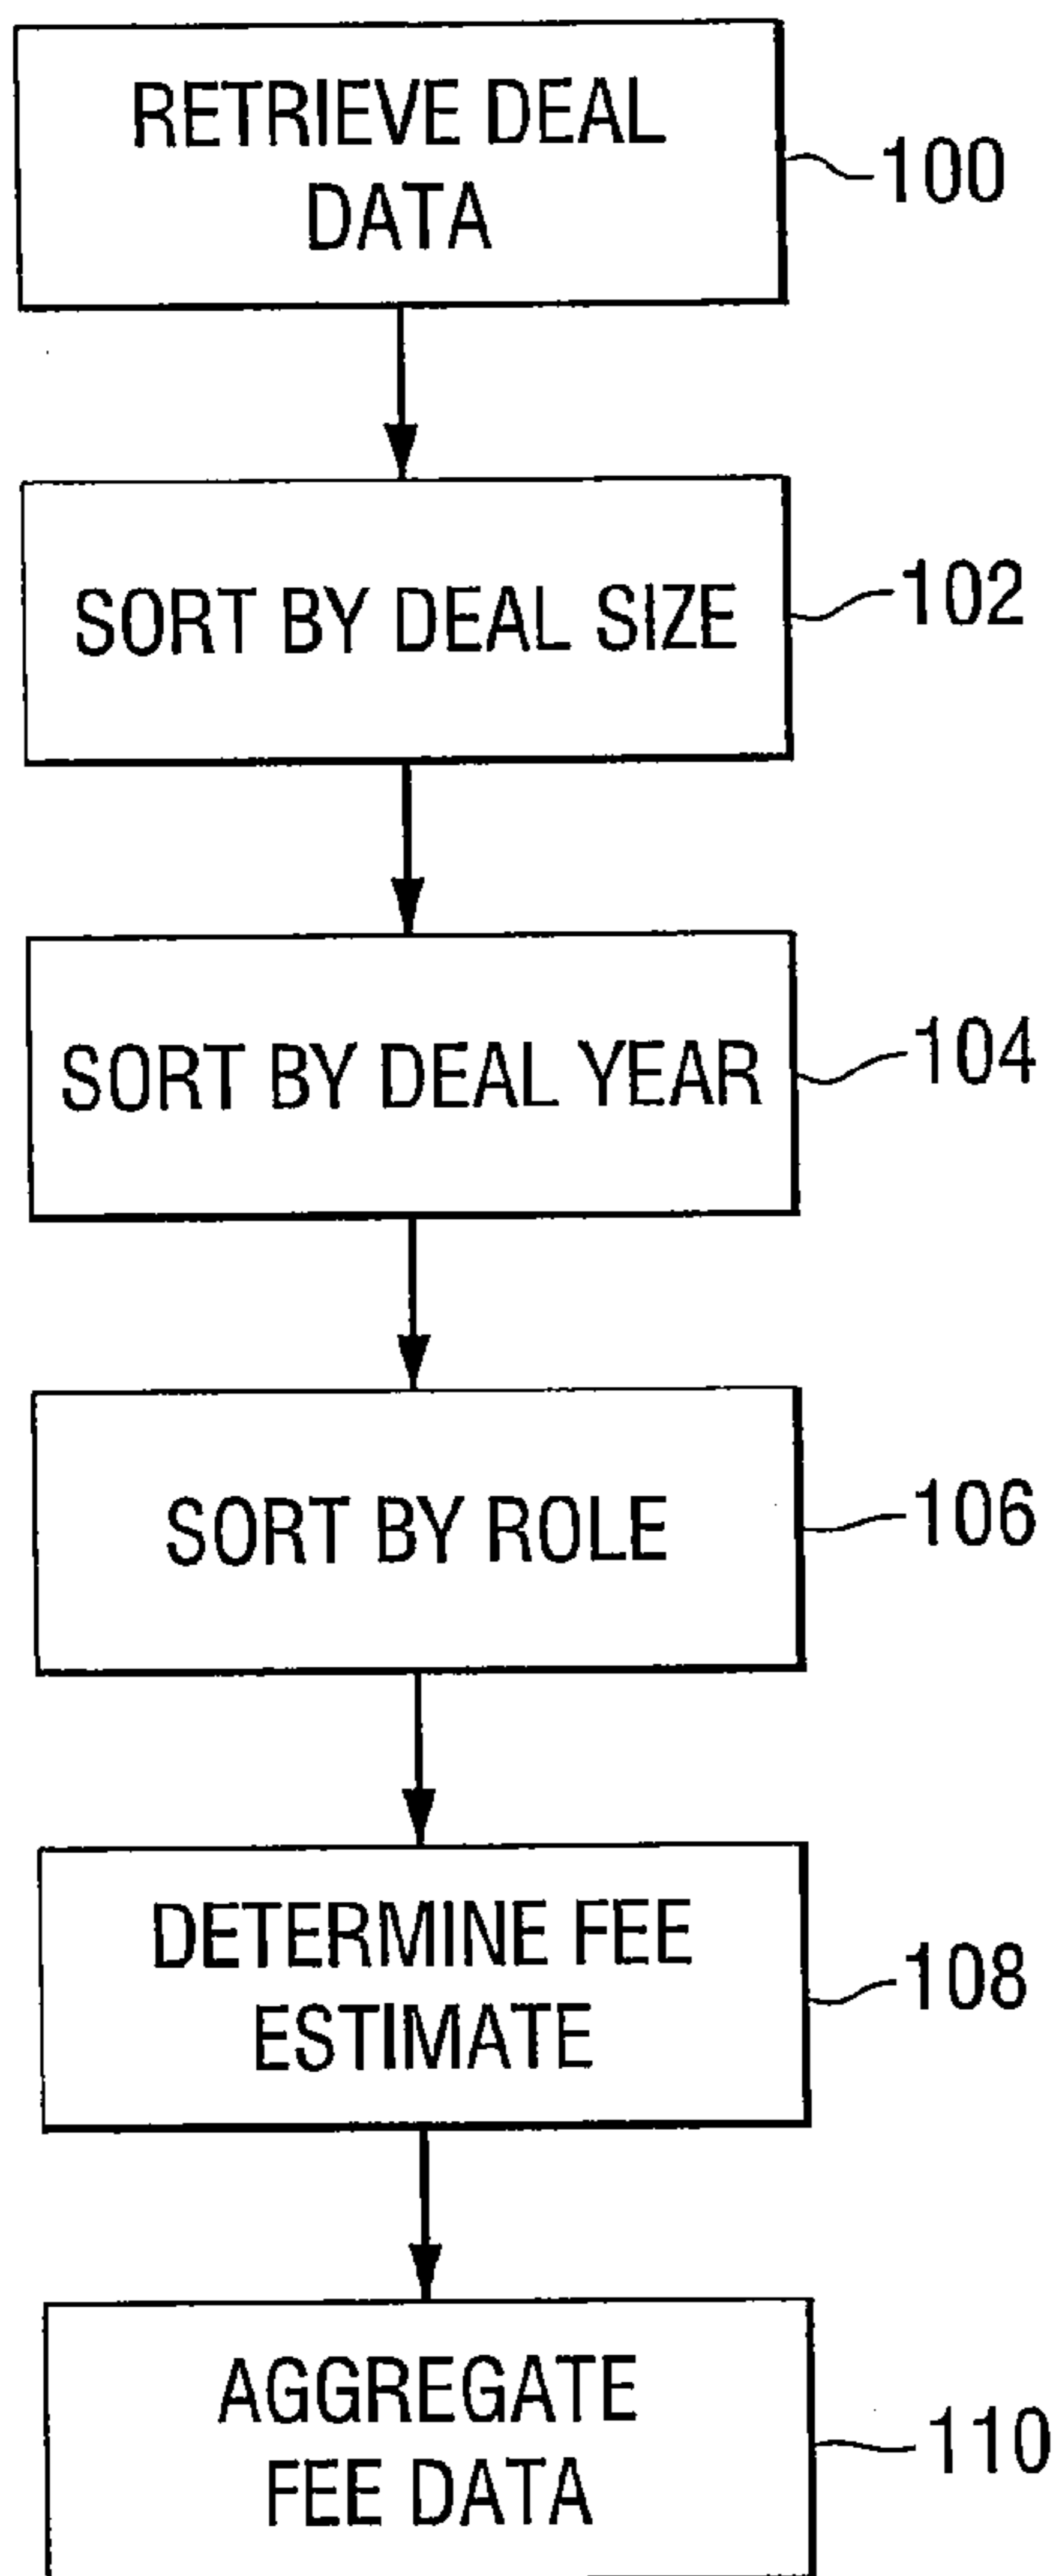 RETRIEVE DEAL
DATA
100
SORT BY DEAL SIZE
102
SORT BY DEAL YEAR
104
SORT BY ROLE
106
DETERMINE FEE
ESTIMATE
108
AGGREGATE
FEE DATA
110